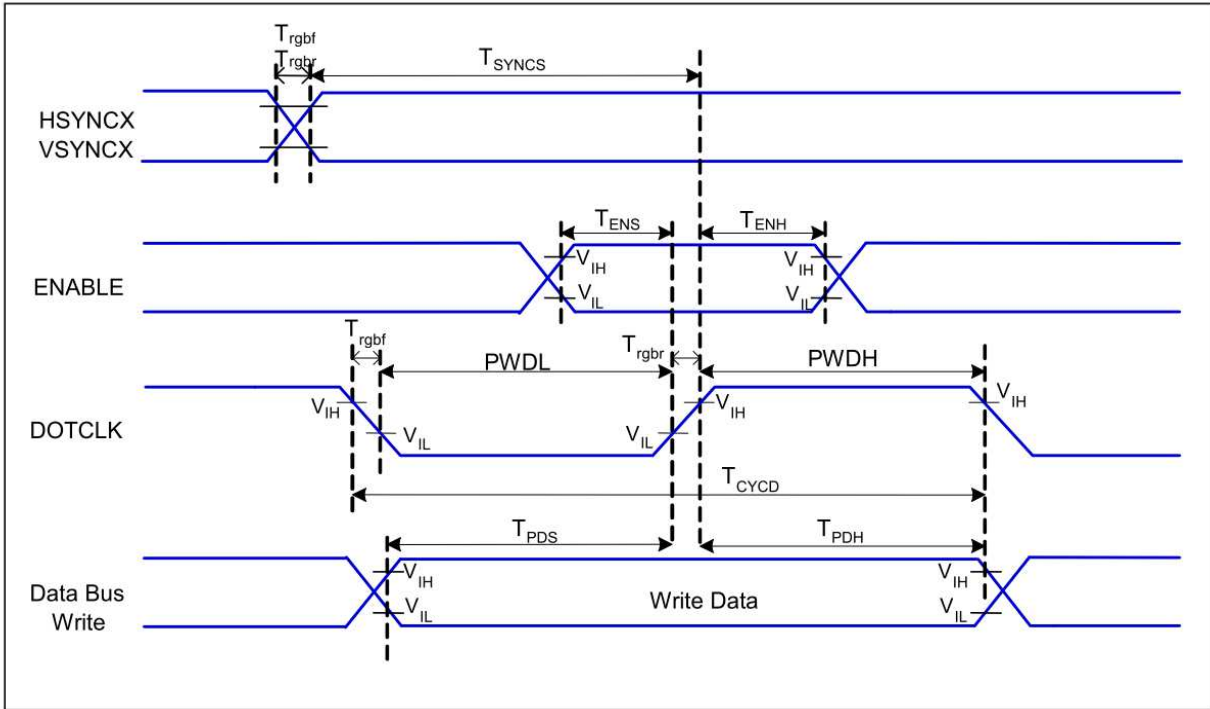 Trgbf
Trgbr
TSYNCS
HSYNCX
VSYNCX
TENS
TENH
VIH
VIH
ENABLE
VIL
VIL
Trgbf
Trgbr
PWDL
PWDH
VIH
VIH
VIH
DOTCLK
VIL
VIL
TCYCD
TPDS
TPDH
VIH
VIH
Data Bus
Write
Write Data
VIL
VIL